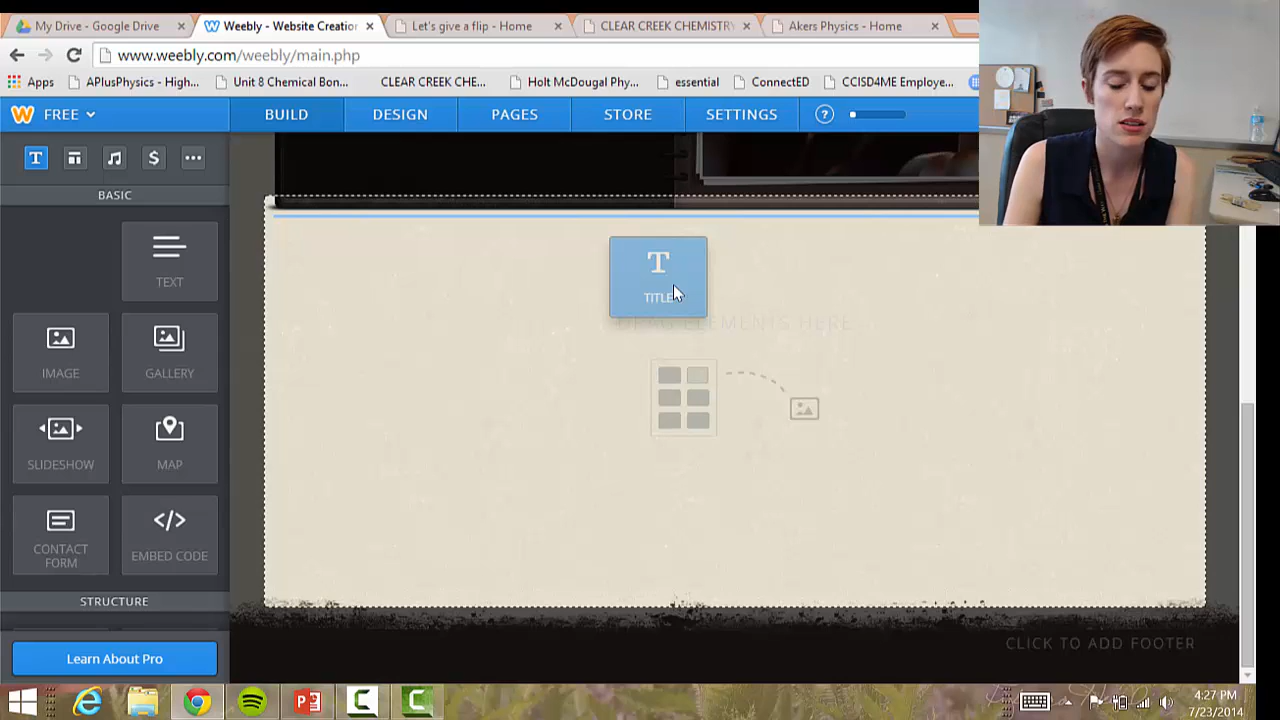 My Drive - Google Drive
Weebly - Website Creation
Let's give a flip - Home
CLEAR CREEK CHEMISTRY
Akers Physics - Home
www.weebly.com/weebly/main.php
Apps
APlusPhysics - High...
Unit 8 Chemical Bon...
CLEAR CREEK CHE...
Holt McDougal Phy...
essential
ConnectED
CCISD4ME Employe...
FREE
BUILD
DESIGN
PAGES
STORE
SETTINGS
?
T
$
BASIC
TEXT
IMAGE
GALLERY
SLIDESHOW
MAP
CONTACT
FORM
</>
EMBED CODE
STRUCTURE
Learn About Pro
T
TITLE
DRAG ELEMENTS HERE
CLICK TO ADD FOOTER
4:27 PM
7/23/2014